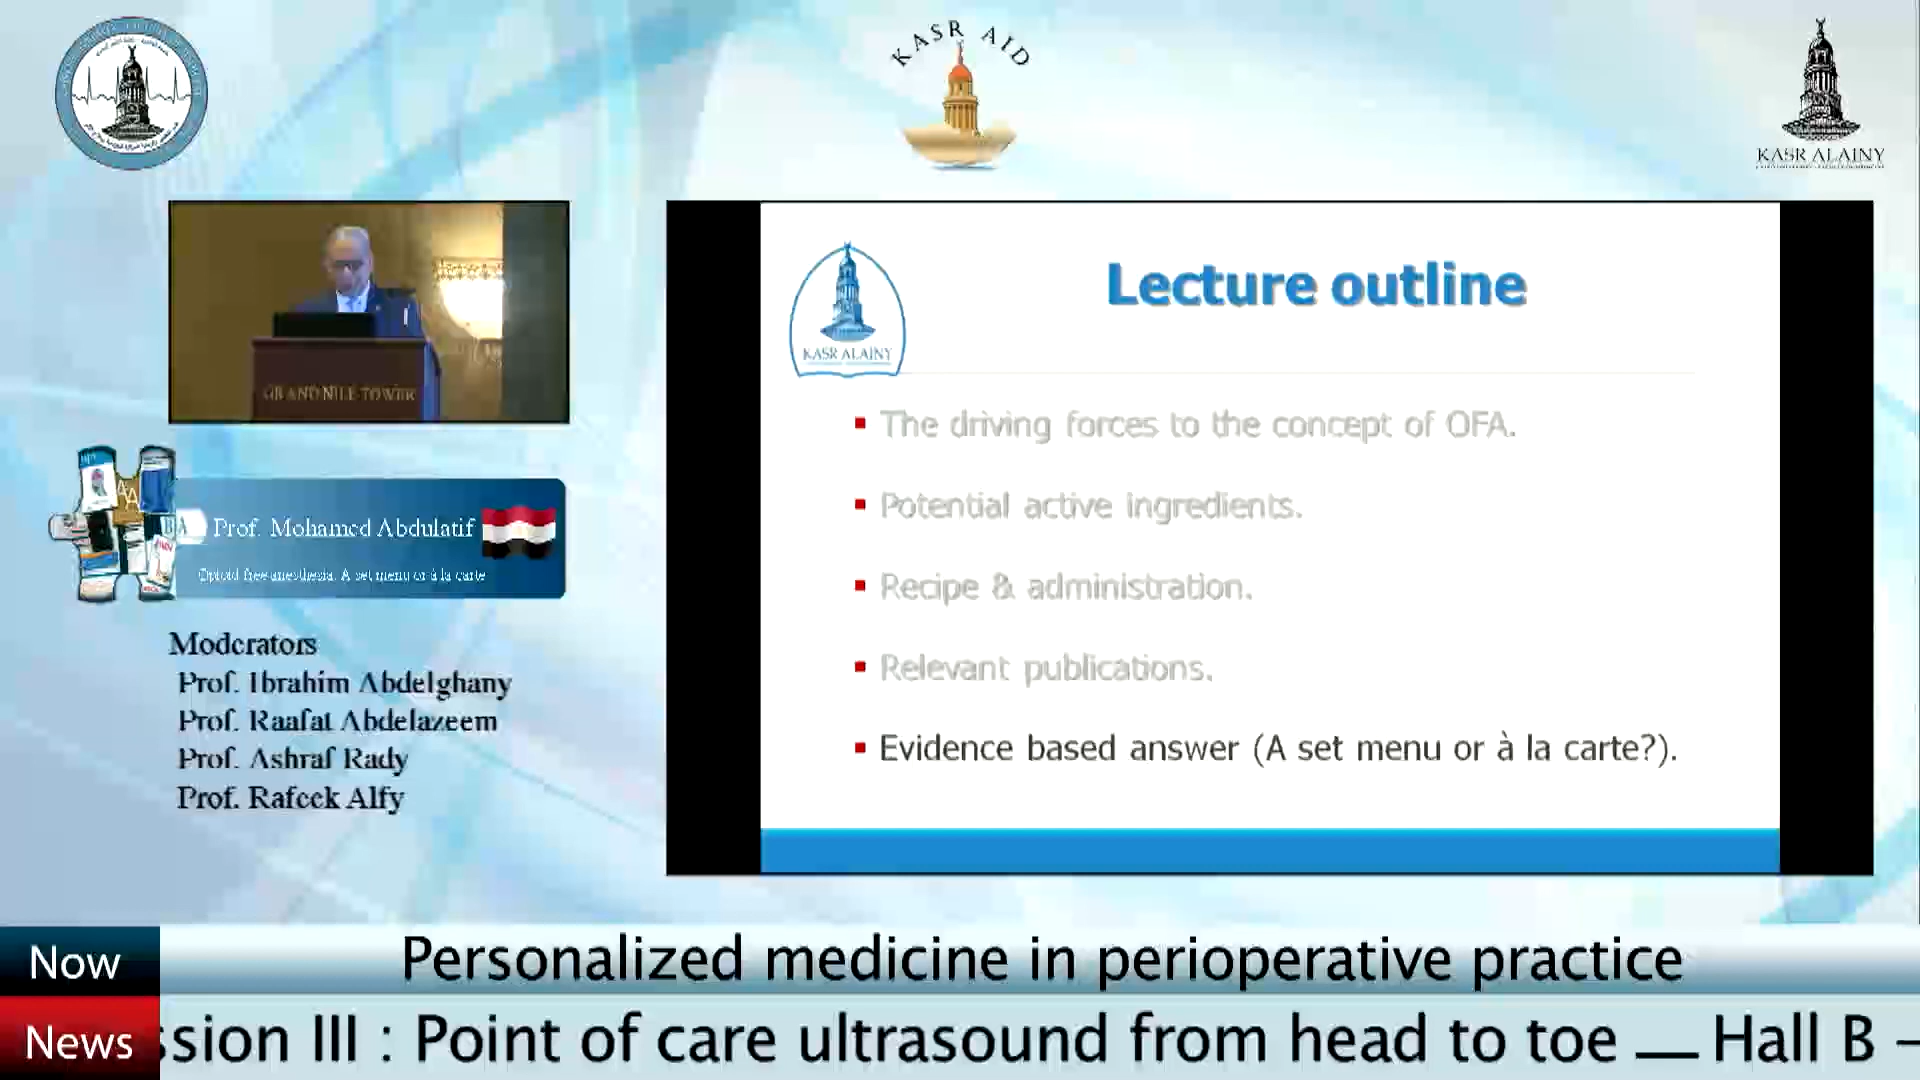 KASR AID
KASR ALAINY
GRAND NILE TOWER
Prof. Mohamed Abdulatif
Opioid free anesthesia. A set menu or à la carte
Moderators
Prof. Ibrahim Abdelghany
Prof. Raafat Abdelazeem
Prof. Ashraf Rady
Prof. Rafeek Alfy
KASR ALAINY
Lecture outline
The driving forces to the concept of OFA.
Potential active ingredients.
Recipe & administration.
Relevant publications.
Evidence based answer (A set menu or à la carte?).
Now
Personalized medicine in perioperative practice
News
ssion III : Point of care ultrasound from head to toe — Hall B –